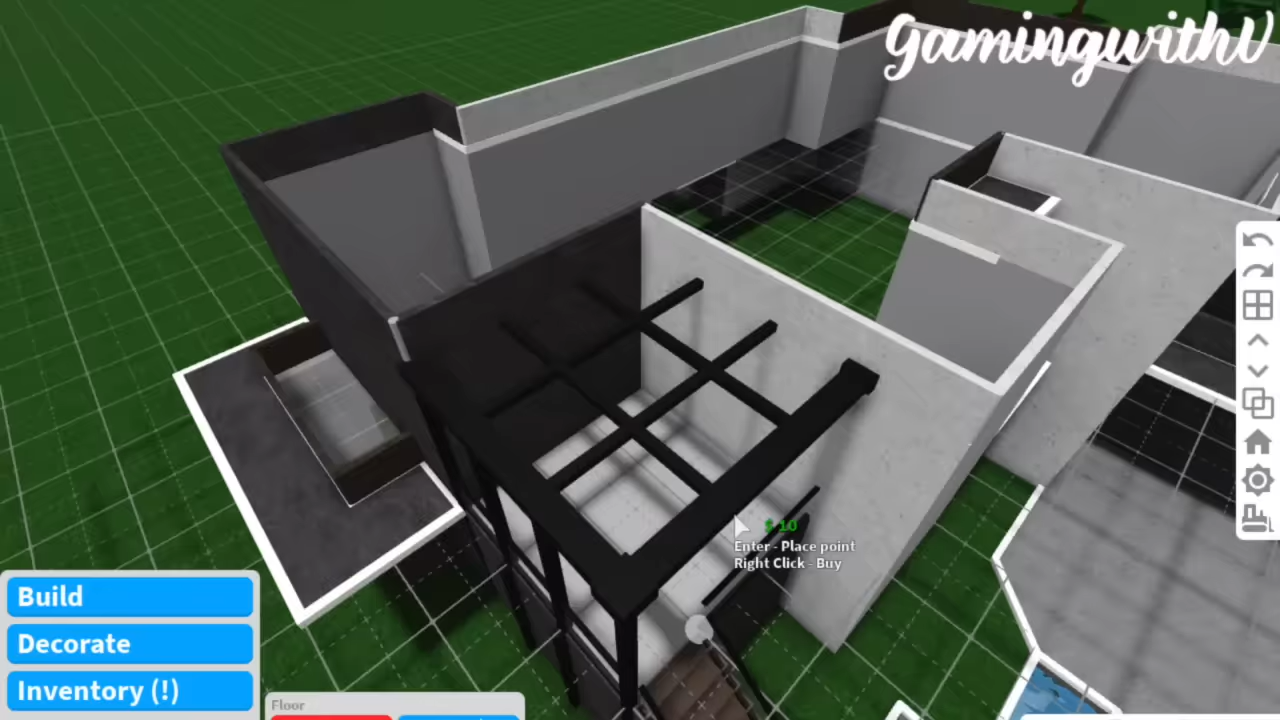 GamingwithV
$ 10
Enter - Place point
Right Click - Buy
Build
Decorate
Inventory (!)
Floor